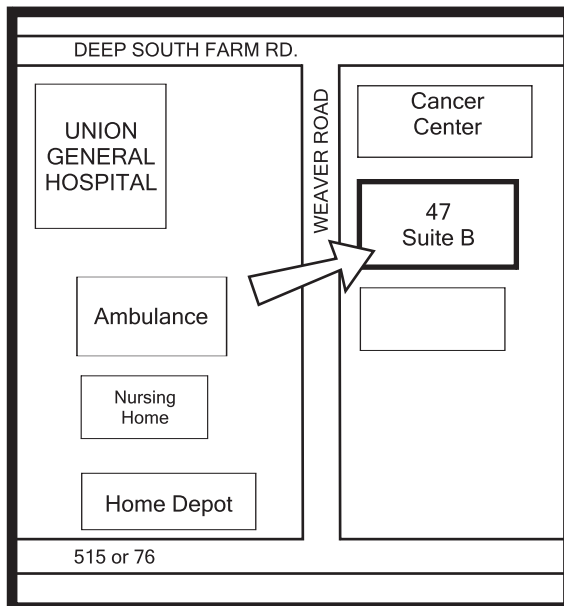 DEEP SOUTH FARM RD.
UNION
GENERAL
HOSPITAL
WEAVER ROAD
Cancer
Center
47
Suite B
Ambulance
Nursing
Home
Home Depot
515 or 76